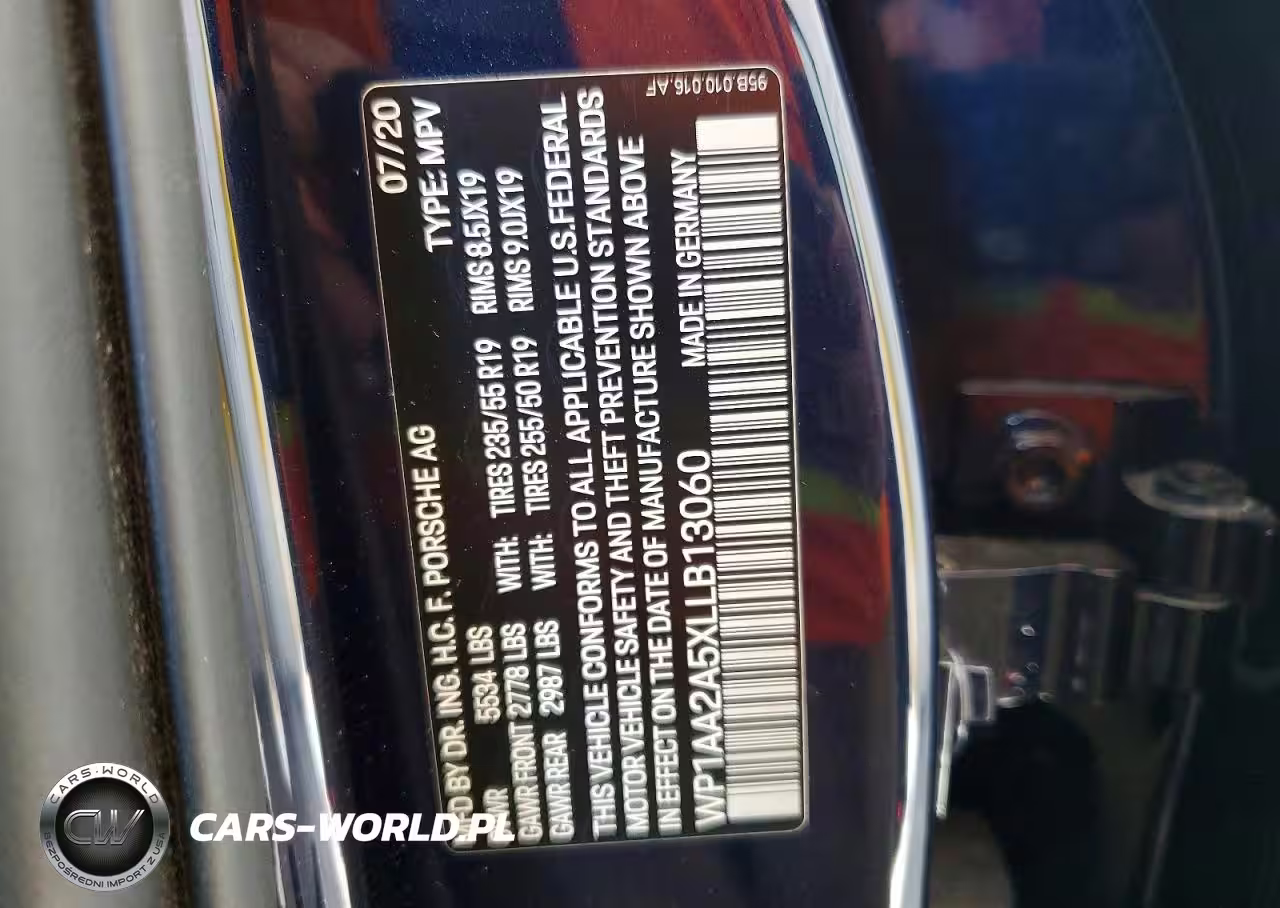 07/20
D BY DR. ING. H.C. F. PORSCHE AG
TYPE: MPV
5534 LBS
GAWR FRONT 2778 LBS WITH: TIRES 235/55 R19 RIMS 8.5JX19
GAWR REAR 2987 LBS WITH: TIRES 255/50 R19 RIMS 9.0JX19
THIS VEHICLE CONFORMS TO ALL APPLICABLE U.S. FEDERAL
MOTOR VEHICLE SAFETY AND THEFT PREVENTION STANDARDS
IN EFFECT ON THE DATE OF MANUFACTURE SHOWN ABOVE
WP1AA2A5XLLB13060 MADE IN GERMANY
95B.010.016.AF
CARS-WORLD
CW
BEZPOŚREDNI IMPORT Z USA
CARS-WORLD.PL